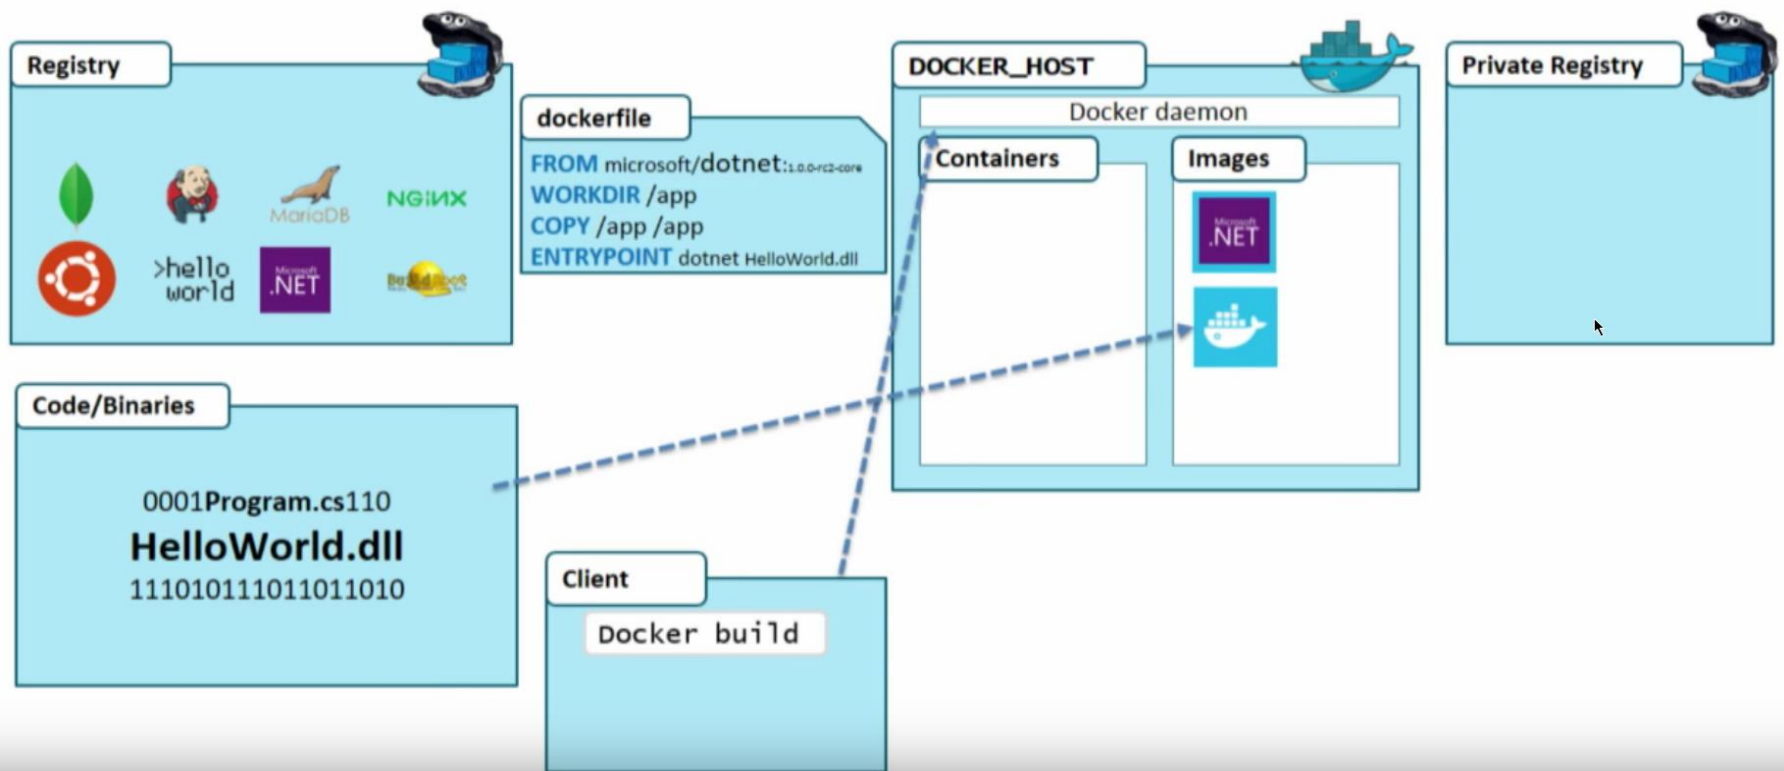 Registry
MariaDB
NGiNX
>hello
world
Microsoft
.NET
BuildRoot
dockerfile
FROM microsoft/dotnet:1.0.0-rc2-core
WORKDIR /app
COPY /app /app
ENTRYPOINT dotnet HelloWorld.dll
Code/Binaries
0001Program.cs110
HelloWorld.dll
111010111011011010
Client
Docker build
DOCKER_HOST
Docker daemon
Containers
Images
Microsoft
.NET
Private Registry